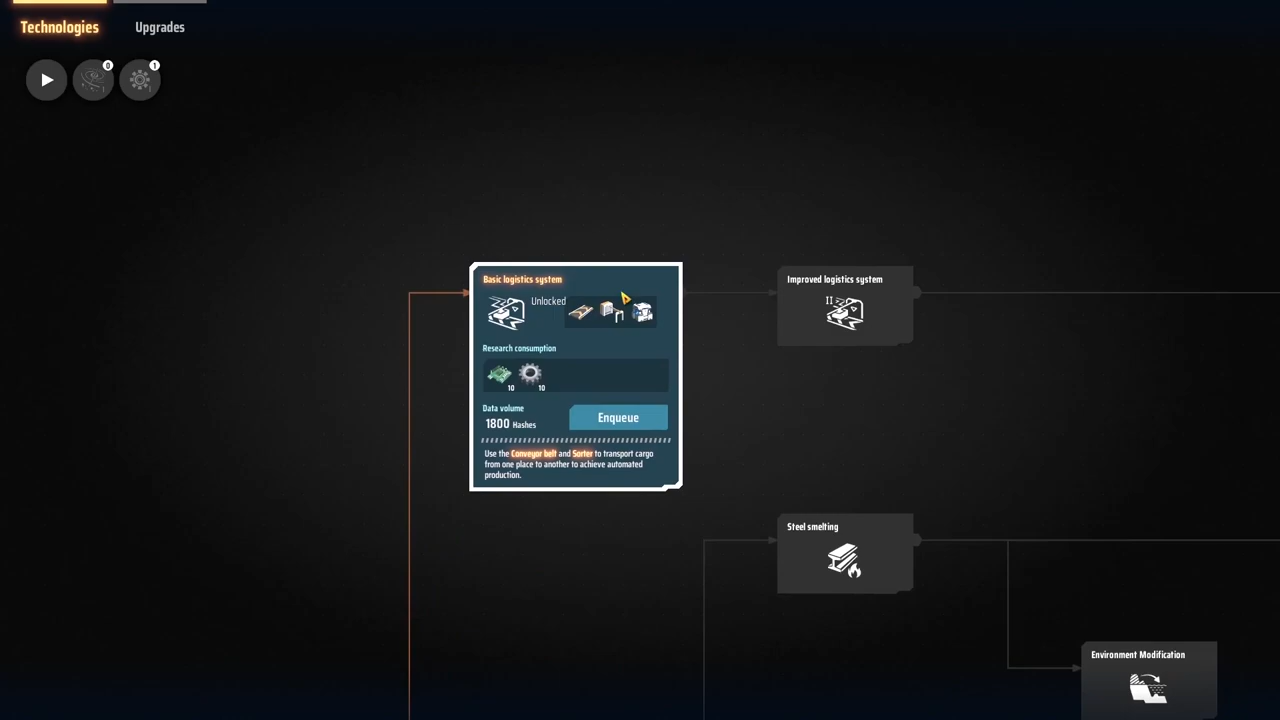 Technologies
Upgrades
0
1
Basic logistics system
Unlocked
Research consumption
10
10
Data volume
1800 Hashes
Enqueue
Use the Conveyor belt and Sorter to transport cargo
from one place to another to achieve automated
production.
Improved logistics system
II
Steel smelting
Environment Modification